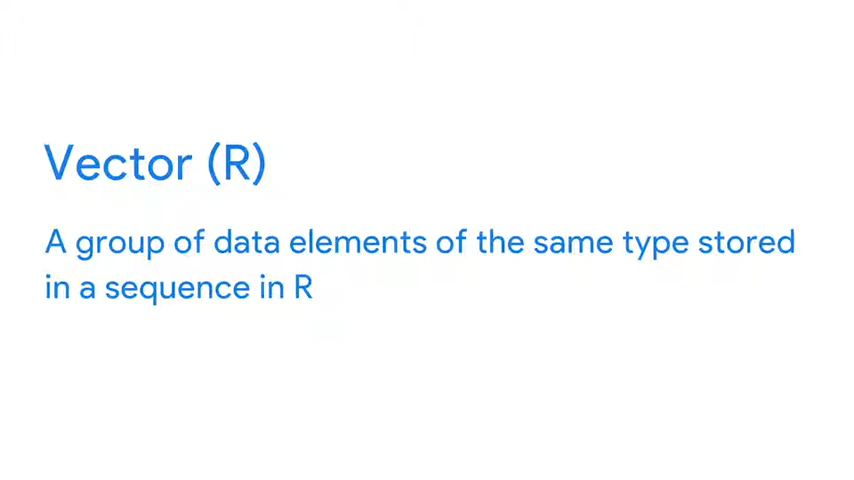 Vector (R)
A group of data elements of the same type stored
in a sequence in R